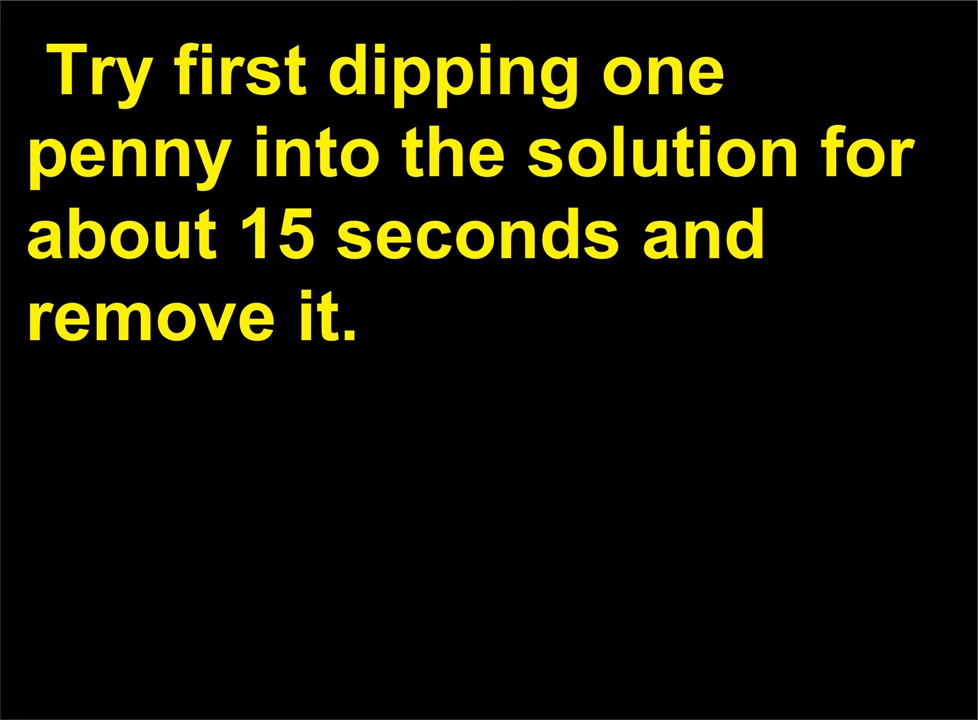 Try first dipping one
penny into the solution for
about 15 seconds and
remove it.